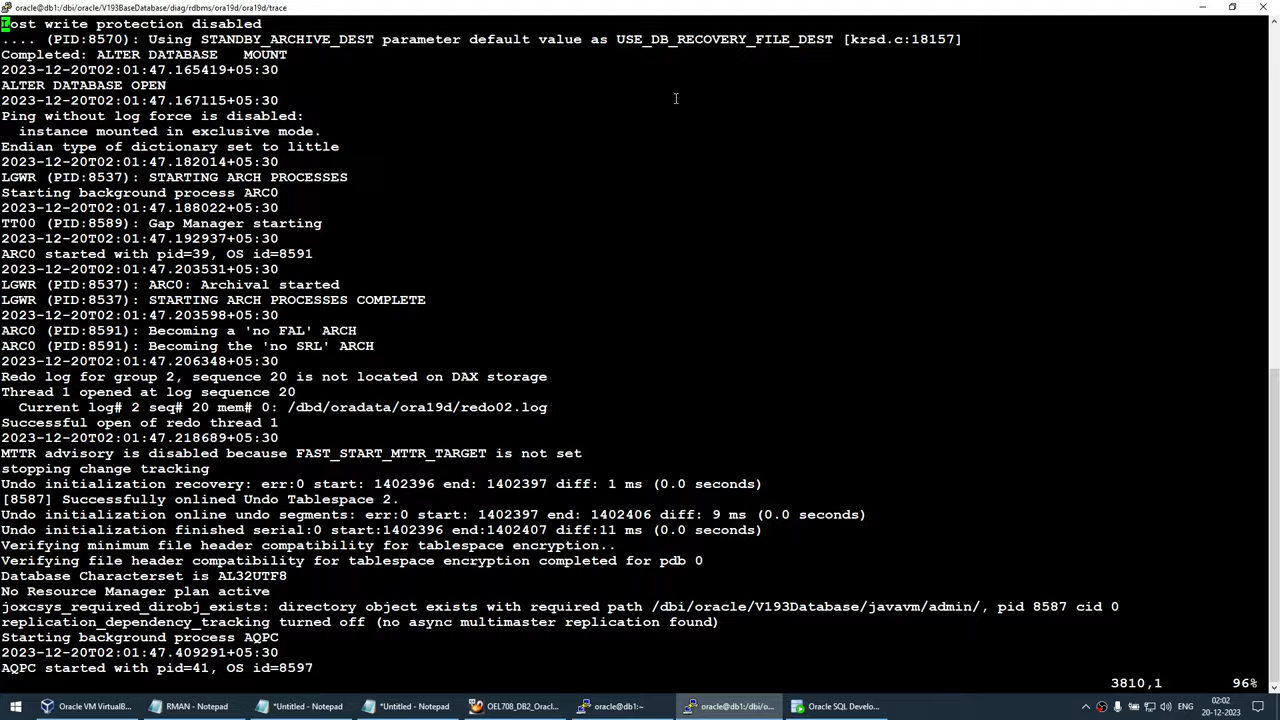 oracle@db1:/dbi/oracle/V193BaseDatabase/diag/rdbms/ora19d/ora19d/trace
Lost write protection disabled
.... (PID:8570): Using STANDBY_ARCHIVE_DEST parameter default value as USE_DB_RECOVERY_FILE_DEST [krsd.c:18157]
Completed: ALTER DATABASE   MOUNT
2023-12-20T02:01:47.165419+05:30
ALTER DATABASE OPEN
2023-12-20T02:01:47.167115+05:30
Ping without log force is disabled:
  instance mounted in exclusive mode.
Endian type of dictionary set to little
2023-12-20T02:01:47.182014+05:30
LGWR (PID:8537): STARTING ARCH PROCESSES
Starting background process ARC0
2023-12-20T02:01:47.188022+05:30
TT00 (PID:8589): Gap Manager starting
2023-12-20T02:01:47.192937+05:30
ARC0 started with pid=39, OS id=8591
2023-12-20T02:01:47.203531+05:30
LGWR (PID:8537): ARC0: Archival started
LGWR (PID:8537): STARTING ARCH PROCESSES COMPLETE
2023-12-20T02:01:47.203598+05:30
ARC0 (PID:8591): Becoming a 'no FAL' ARCH
ARC0 (PID:8591): Becoming the 'no SRL' ARCH
2023-12-20T02:01:47.206348+05:30
Redo log for group 2, sequence 20 is not located on DAX storage
Thread 1 opened at log sequence 20
  Current log# 2 seq# 20 mem# 0: /dbd/oradata/ora19d/redo02.log
Successful open of redo thread 1
2023-12-20T02:01:47.218689+05:30
MTTR advisory is disabled because FAST_START_MTTR_TARGET is not set
stopping change tracking
Undo initialization recovery: err:0 start: 1402396 end: 1402397 diff: 1 ms (0.0 seconds)
[8587] Successfully onlined Undo Tablespace 2.
Undo initialization online undo segments: err:0 start: 1402397 end: 1402406 diff: 9 ms (0.0 seconds)
Undo initialization finished serial:0 start:1402396 end:1402407 diff:11 ms (0.0 seconds)
Verifying minimum file header compatibility for tablespace encryption..
Verifying file header compatibility for tablespace encryption completed for pdb 0
Database Characterset is AL32UTF8
No Resource Manager plan active
joxcsys_required_dirobj_exists: directory object exists with required path /dbi/oracle/V193Database/javavm/admin/, pid 8587 cid 0
replication_dependency_tracking turned off (no async multimaster replication found)
Starting background process AQPC
2023-12-20T02:01:47.409291+05:30
AQPC started with pid=41, OS id=8597
3810,1 96%
Oracle VM VirtualB...
RMAN - Notepad
*Untitled - Notepad
*Untitled - Notepad
OEL708_DB2_Oracl...
oracle@db1:~
oracle@db1:/dbi/o...
Oracle SQL Develo...
ENG
02:02
20-12-2023